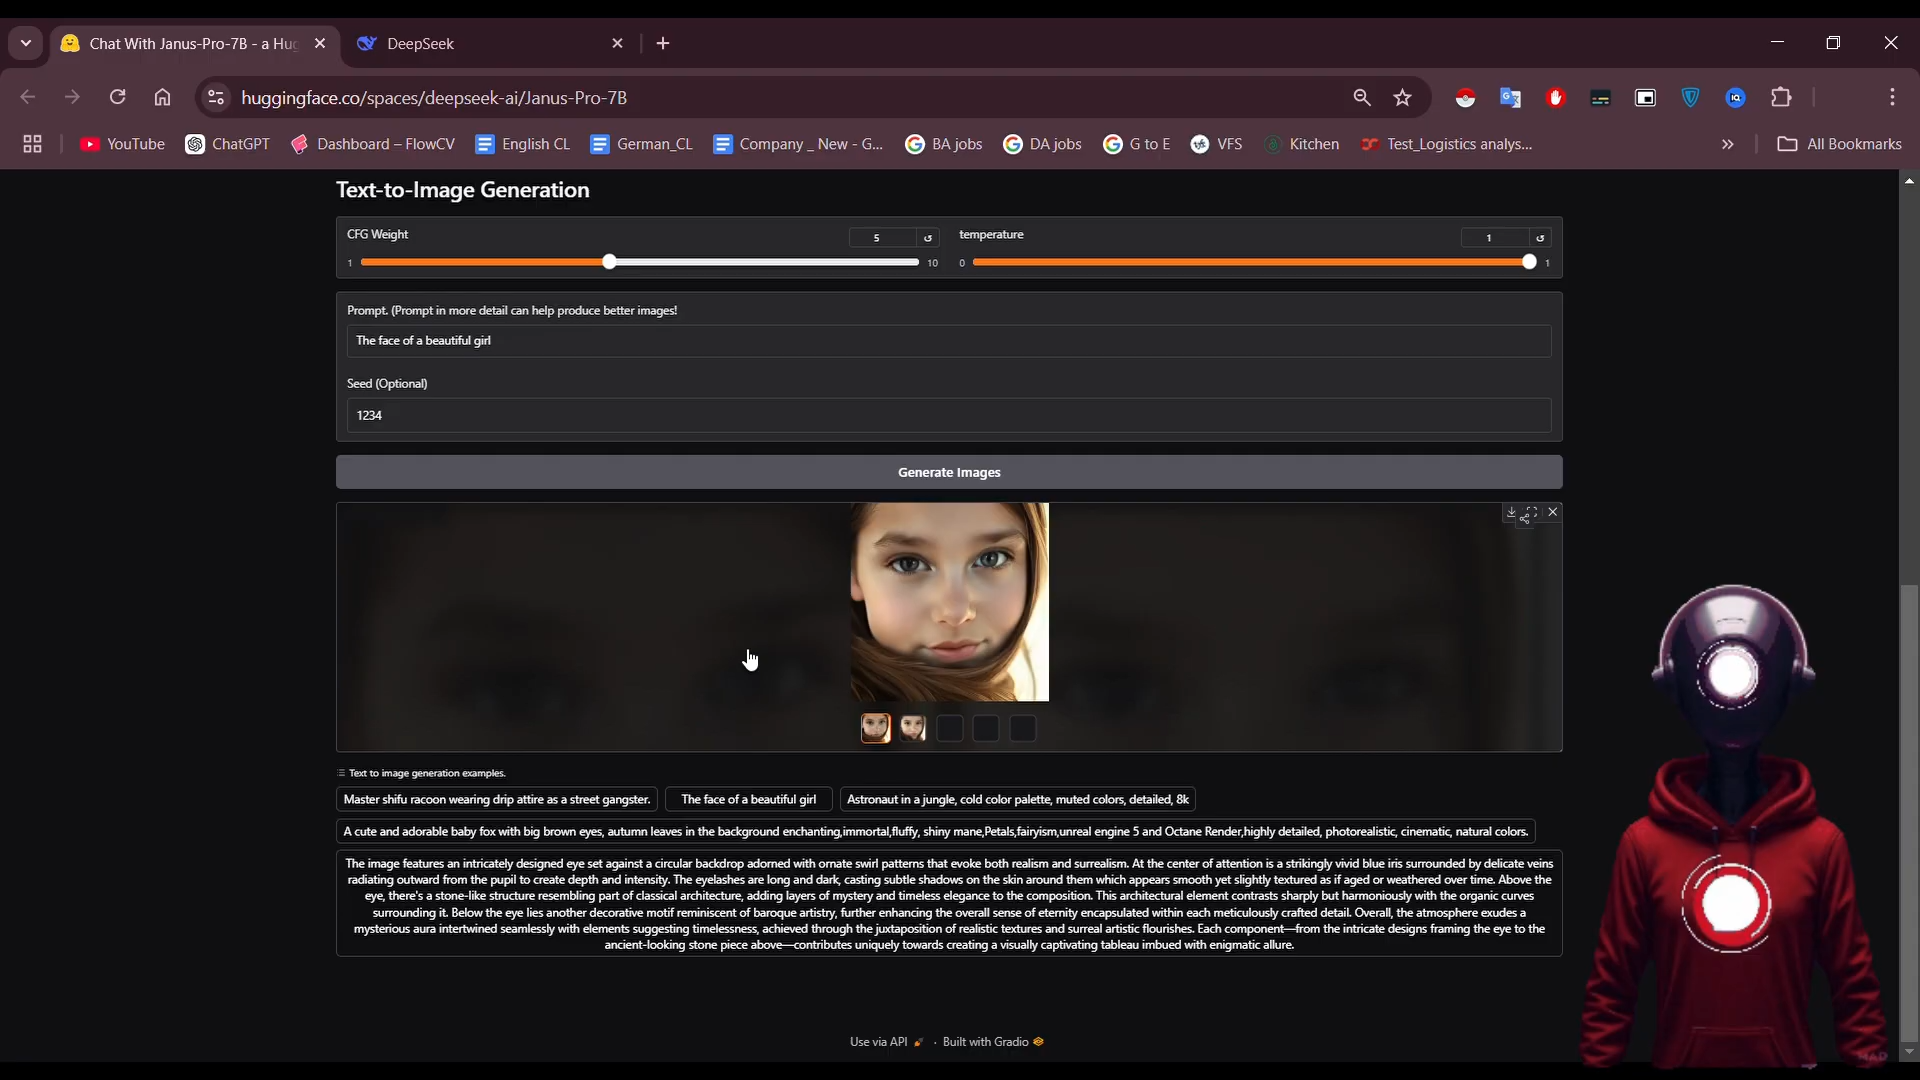 Chat With Janus-Pro-7B - a Hug
DeepSeek
huggingface.co/spaces/deepseek-ai/Janus-Pro-7B
YouTube
ChatGPT
Dashboard – FlowCV
English CL
German_CL
Company _ New - G...
BA jobs
DA jobs
G to E
VFS
Kitchen
Test_Logistics analys...
All Bookmarks
Text-to-Image Generation
CFG Weight
5
temperature
1
1
10
0
1
Prompt. (Prompt in more detail can help produce better images!
The face of a beautiful girl
Seed (Optional)
1234
Generate Images
Text to image generation examples.
Master shifu racoon wearing drip attire as a street gangster.
The face of a beautiful girl
Astronaut in a jungle, cold color palette, muted colors, detailed, 8k
A cute and adorable baby fox with big brown eyes, autumn leaves in the background enchanting,immortal,fluffy, shiny mane,Petals,fairyism,unreal engine 5 and Octane Render,highly detailed, photorealistic, cinematic, natural colors.
The image features an intricately designed eye set against a circular backdrop adorned with ornate swirl patterns that evoke both realism and surrealism. At the center of attention is a strikingly vivid blue iris surrounded by delicate veins
radiating outward from the pupil to create depth and intensity. The eyelashes are long and dark, casting subtle shadows on the skin around them which appears smooth yet slightly textured as if aged or weathered over time. Above the
eye, there's a stone-like structure resembling part of classical architecture, adding layers of mystery and timeless elegance to the composition. This architectural element contrasts sharply but harmoniously with the organic curves
surrounding it. Below the eye lies another decorative motif reminiscent of baroque artistry, further enhancing the overall sense of eternity encapsulated within each meticulously crafted detail. Overall, the atmosphere exudes a
mysterious aura intertwined seamlessly with elements suggesting timelessness, achieved through the juxtaposition of realistic textures and surreal artistic flourishes. Each component—from the intricate designs framing the eye to the
ancient-looking stone piece above—contributes uniquely towards creating a visually captivating tableau imbued with enigmatic allure.
Use via API
·
Built with Gradio
MAD